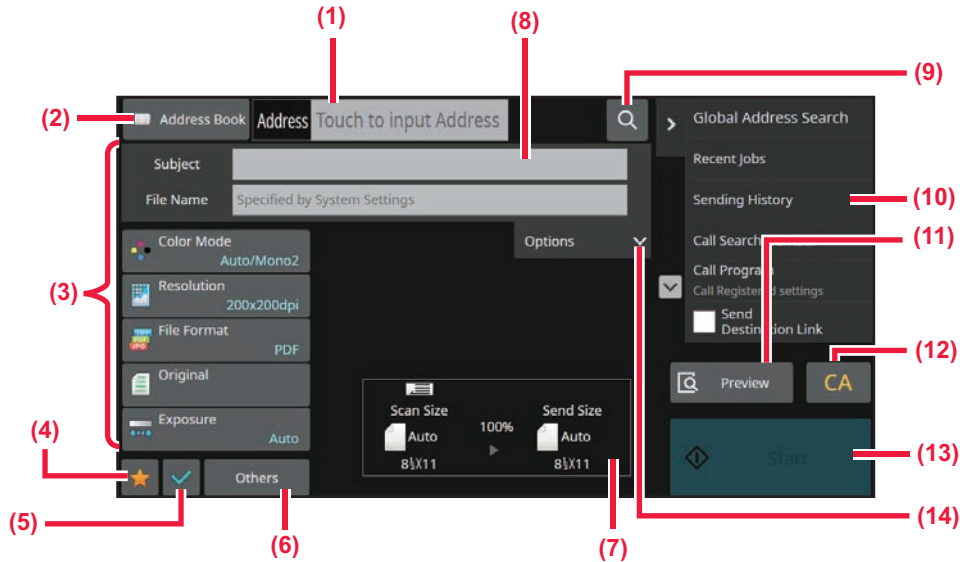 (1)
(8)
(9)
(2)
Address Book
Address
Touch to input Address
Global Address Search
Subject
Recent Jobs
File Name
Specified by System Settings
Sending History
(10)
Color Mode
Auto/Mono2
Options
Call Search
(11)
(3)
Resolution
200x200dpi
Call Program
Call Registered settings
File Format
PDF
Send
Destination Link
(12)
Original
Preview
CA
Scan Size
Send Size
Exposure
Auto
Auto
100%
Auto
8½X11
8½X11
(4)
Start
(13)
Others
(5)
(6)
(7)
(14)